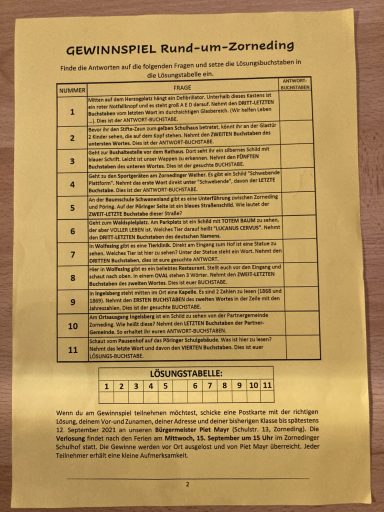 GEWINNSPIEL Rund-um-Zorneding
Finde die Antworten auf die folgenden Fragen und setze die Lösungsbuchstaben in
die Lösungstabelle ein.
NUMMER FRAGE ANTWORT-BUCHSTABEN
1
Mitten auf dem Herzogplatz hängt ein Defibrillator. Unterhalb dieses Kastens ist
ein roter Notfallknopf und es steht groß A E D darauf. Nehmt den DRITT-LETZTEN
Buchstaben vom letzten Wort im durchsichtigen Glasbereich. (Wir helfen Leben
...). Dies ist der ANTWORT-BUCHSTABE.
2
Bevor ihr den Stifte-Zaun zum gelben Schulhaus betretet, könnt ihr an der Glastür
2 Kinder sehen, die auf dem Kopf stehen. Nehmt den ZWEITEN Buchstaben des
untersten Wortes. Dies ist der ANTWORT-BUCHSTABE.
3
Geht zur Bushaltestelle vor dem Rathaus. Dort seht ihr ein silbernes Schild mit
blauer Schrift. Leicht ist unser Wappen zu erkennen. Nehmt den FÜNFTEN
Buchstaben des unteren Wortes. Dies ist der gesuchte BUCHSTABE.
4
Geht zu den Sportgeräten am Zornedinger Weiher. Es gibt ein Schild "Schwebende
Plattform". Nehmt das erste Wort direkt unter "Schwebende", davon der LETZTE
Buchstabe. Dies ist der ANTWORT-BUCHSTABE.
5
An der Baumschule Schwanenland gibt es eine Unterführung zwischen Zorneding
und Pöring. Auf der Pöringer Seite ist ein blaues Straßenschild. Wie lautet der
ZWEIT-LETZTE Buchstabe dieser Straße?
6
Geht zum Waldspielplatz. Am Parkplatz ist ein Schild mit TOTEM BAUM zu sehen,
der aber VOLLER LEBEN ist. Welches Tier darauf heißt "LUCANUS CERVUS". Nehmt
den DRITT-LETZTEN Buchstaben des deutschen Namens.
7
In Wolfesing gibt es eine Tierklinik. Direkt am Eingang zum Hof ist eine Statue zu
sehen. Welches Tier ist hier zu sehen? Unter der Statue steht ein Wort. Nehmt den
DRITTEN Buchstaben, dies ist eure gesuchte ANTWORT.
8
Hier in Wolfesing gibt es ein beliebtes Restaurant. Stellt euch vor den Eingang und
schaut nach oben. In einem OVAL stehen 3 Wörter. Nehmt den ZWEIT-LETZTEN
Buchstaben des zweiten Wortes. Dies ist euer BUCHSTABE.
9
In Ingelsberg steht mitten im Ort eine Kapelle. Es sind 2 Zahlen zu lesen (1868 und
1869). Nehmt den ERSTEN BUCHSTABEN des zweiten Wortes in der Zeile mit den
Jahreszahlen. Dies ist der gesuchte BUCHSTABE.
10
Am Ortsausgang Ingelsberg ist ein Schild zu sehen von der Partnergemeinde
Zorneding. Wie heißt diese? Nehmt den LETZTEN Buchstaben der Partner-
Gemeinde. So erhaltet ihr euren ANTWORT-BUCHSTABEN.
11
Schaut vom Pausenhof auf das Pöringer Schulgebäude. Was ist hier zu lesen?
Nehmt das letzte Wort und davon den VIERTEN Buchstaben. Dies ist euer
LÖSUNGS-BUCHSTABE.
LÖSUNGSTABELLE:
1 2 3 4 5 6 7 8 9 10 11
Wenn du am Gewinnspiel teilnehmen möchtest, schicke eine Postkarte mit der richtigen
Lösung, deinem Vor-und Zunamen, deiner Adresse und deiner bisherigen Klasse bis spätestens
12. September 2021 an unseren Bürgermeister Piet Mayr (Schulstr. 13, Zorneding). Die
Verlosung findet nach den Ferien am Mittwoch, 15. September um 15 Uhr im Zornedinger
Schulhof statt. Die Gewinne werden vor Ort ausgelost und von Piet Mayr überreicht. Jeder
Teilnehmer erhält eine kleine Aufmerksamkeit.
2